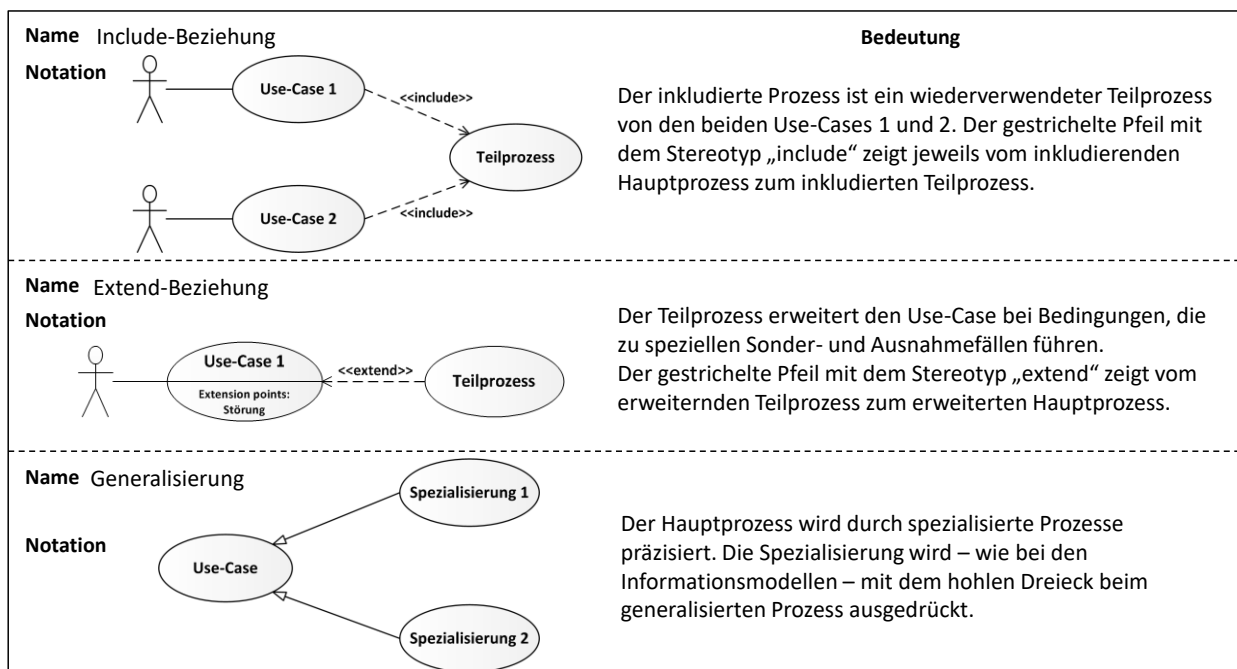 Name Include-Beziehung
Bedeutung
Notation
Use-Case 1
<<include>>
Teilprozess
Use-Case 2
<<include>>
Der inkludierte Prozess ist ein wiederverwendeter Teilprozess
von den beiden Use-Cases 1 und 2. Der gestrichelte Pfeil mit
dem Stereotyp „include“ zeigt jeweils vom inkludierenden
Hauptprozess zum inkludierten Teilprozess.
Name Extend-Beziehung
Notation
Use-Case 1
Extension points:
Störung
<<extend>>
Teilprozess
Der Teilprozess erweitert den Use-Case bei Bedingungen, die
zu speziellen Sonder- und Ausnahmefällen führen.
Der gestrichelte Pfeil mit dem Stereotyp „extend“ zeigt vom
erweiternden Teilprozess zum erweiterten Hauptprozess.
Name Generalisierung
Notation
Spezialisierung 1
Use-Case
Spezialisierung 2
Der Hauptprozess wird durch spezialisierte Prozesse
präzisiert. Die Spezialisierung wird – wie bei den
Informationsmodellen – mit dem hohlen Dreieck beim
generalisierten Prozess ausgedrückt.